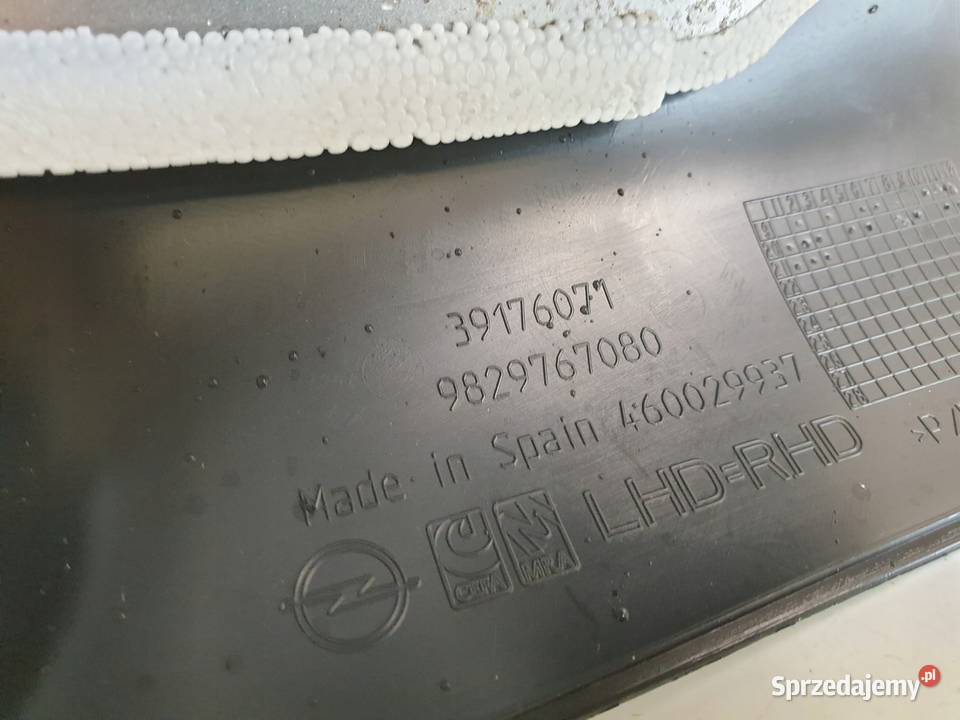 39176071
9829767080
Made in Spain 460029937
LHD=RHD
>P/
Sprzedajemy.pl